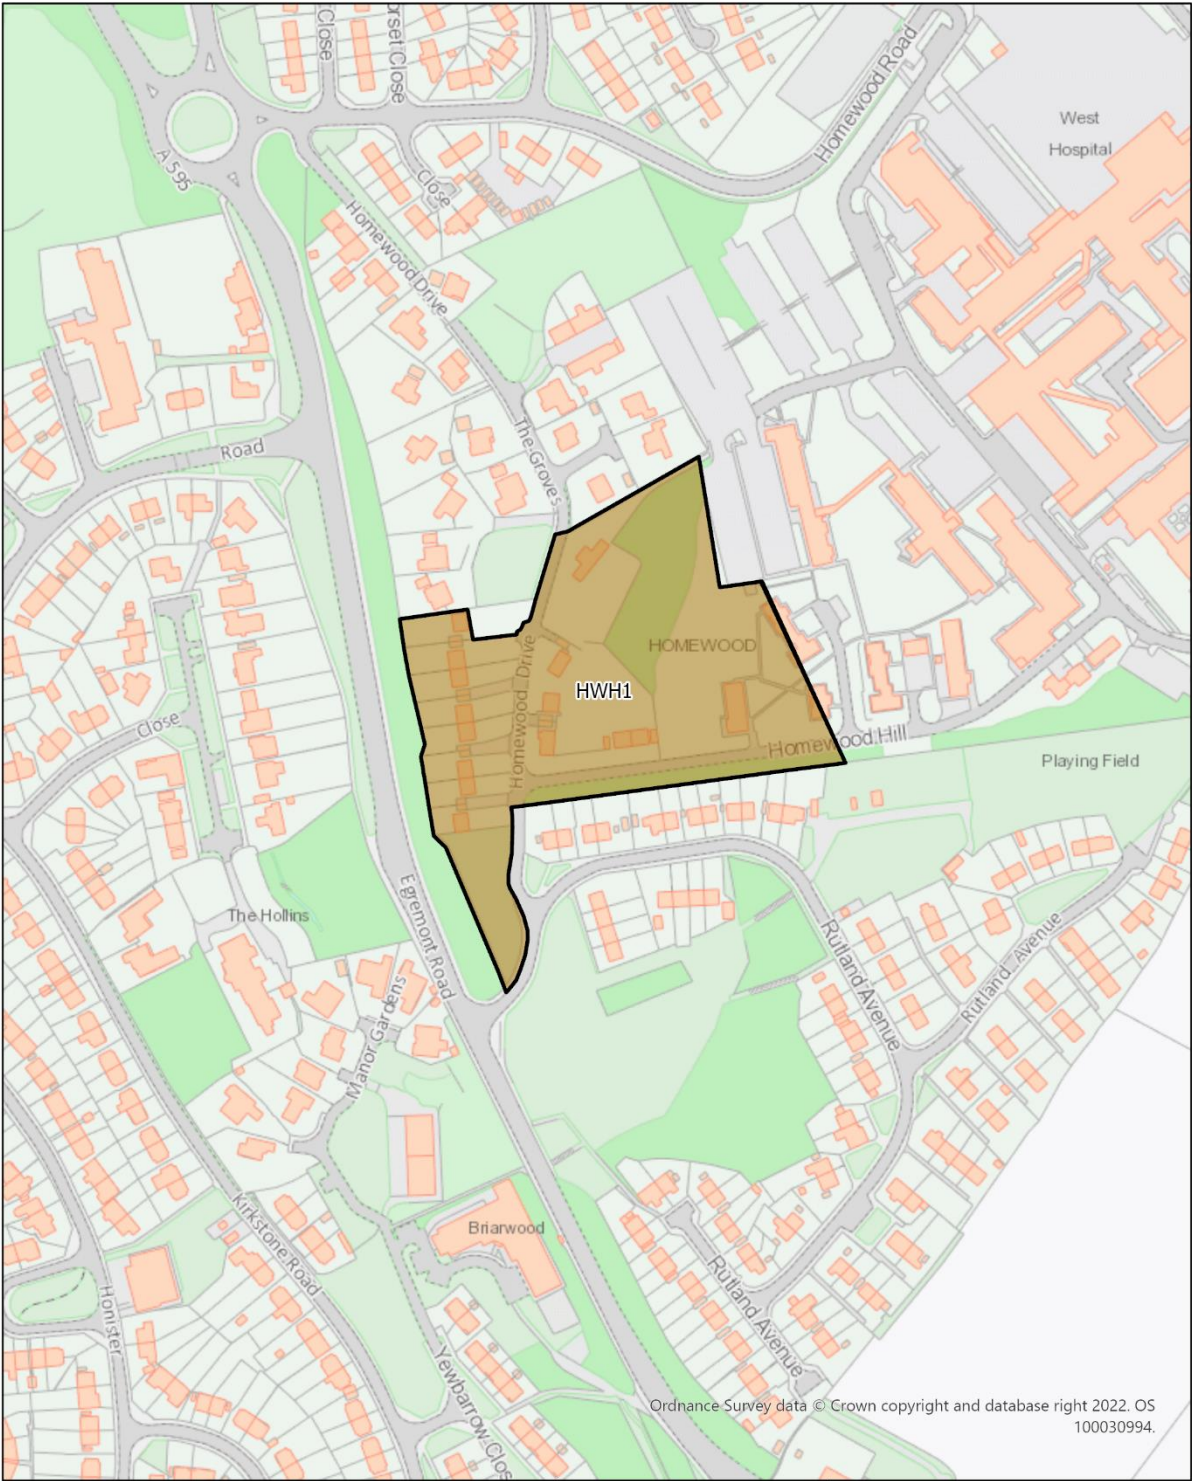 Close
orset Close
Homewood Road
West
Hospital
A 595
Close
Homewood Drive
The Groves
Road
HOMEWOOD
Homewood Drive
HWH1
Close
Homewood Hill
Playing Field
The Hollins
Egremont Road
Rutland Avenue
Rutland Avenue
Manor Gardens
Kirkstone Road
Briarwood
Honister
Rutland Avenue
Yewbarrow Clos
Ordnance Survey data © Crown copyright and database right 2022. OS
100030994.